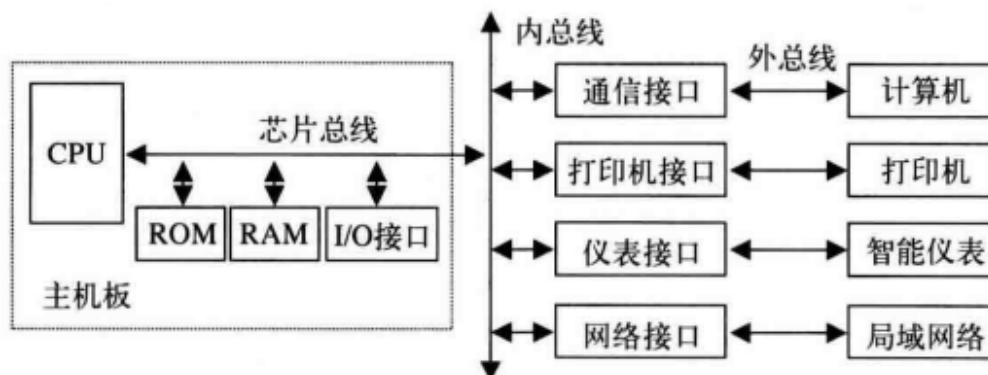 内总线
外总线
通信接口
计算机
CPU
芯片总线
打印机接口
打印机
ROM
RAM
I/O接口
仪表接口
智能仪表
主机板
网络接口
局域网络